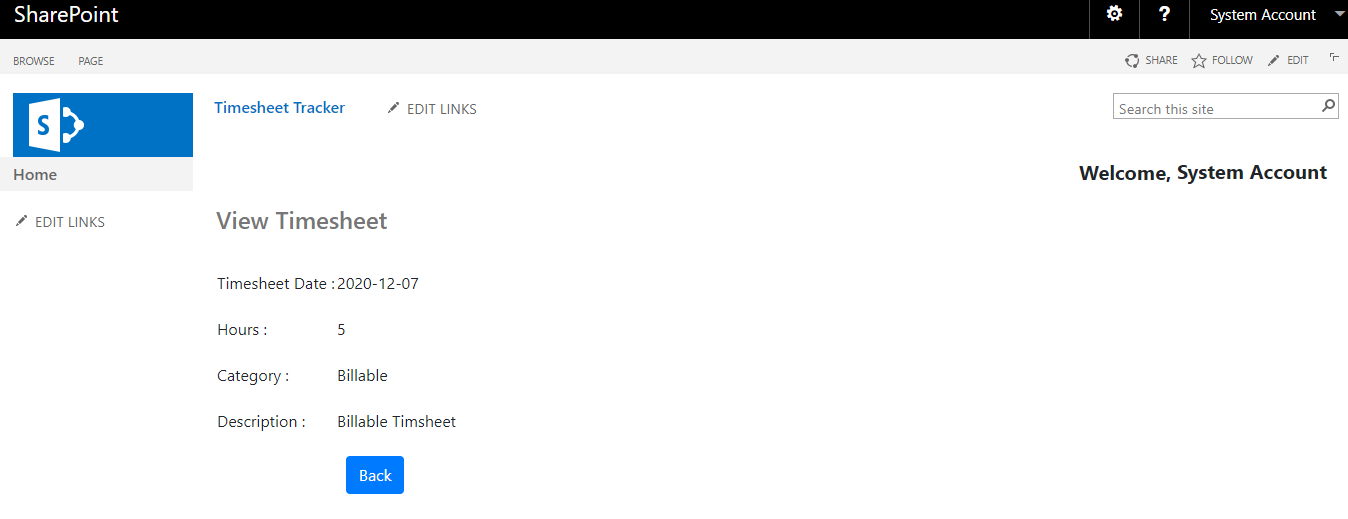 SharePoint ? System Account
BROWSE PAGE SHARE FOLLOW EDIT
S Timesheet Tracker EDIT LINKS Search this site
Home
Welcome, System Account
EDIT LINKS
View Timesheet
Timesheet Date : 2020-12-07
Hours : 5
Category : Billable
Description : Billable Timsheet
Back